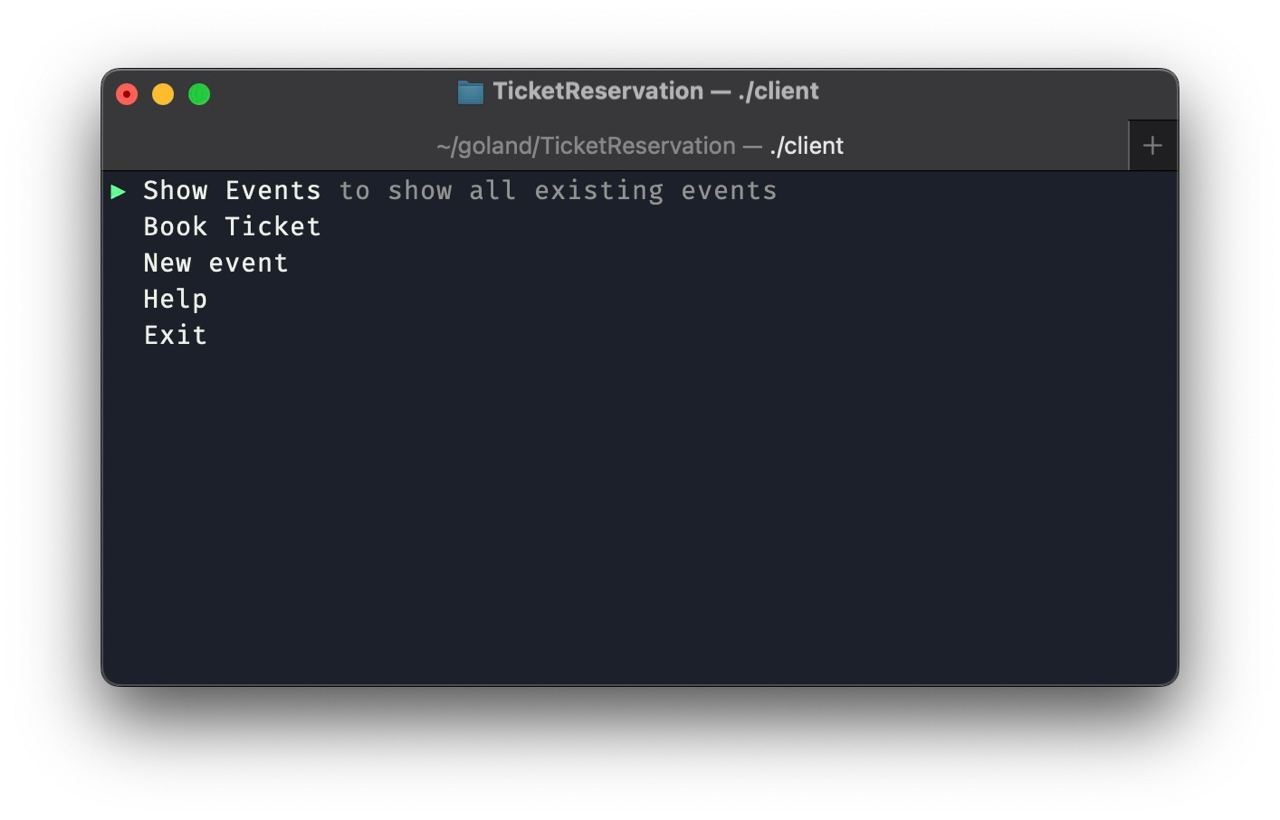 TicketReservation — ./client
~/goland/TicketReservation — ./client
▶ Show Events to show all existing events
Book Ticket
New event
Help
Exit